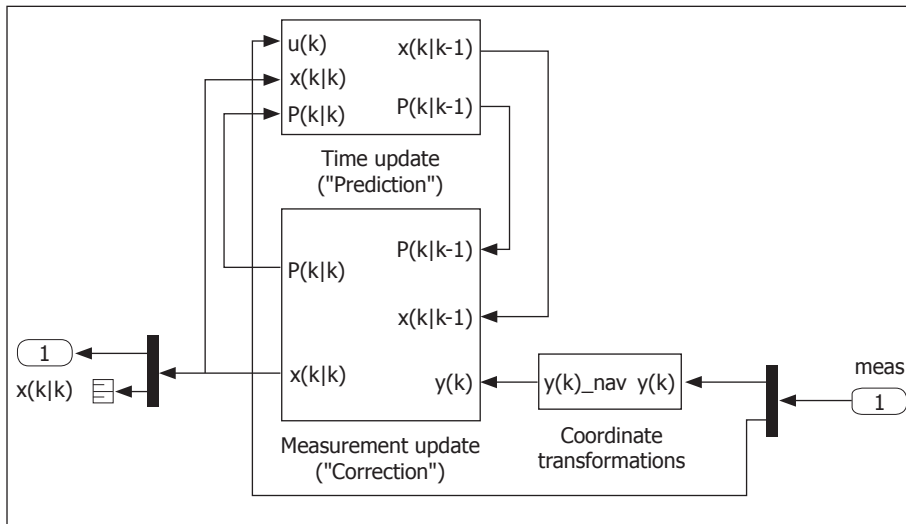 u(k)
x(k|k)
P(k|k)
x(k|k-1)
P(k|k-1)
Time update
("Prediction")
P(k|k)
x(k|k)
P(k|k-1)
x(k|k-1)
y(k)
Measurement update
("Correction")
y(k)_nav y(k)
Coordinate
transformations
meas
1
1
x(k|k)